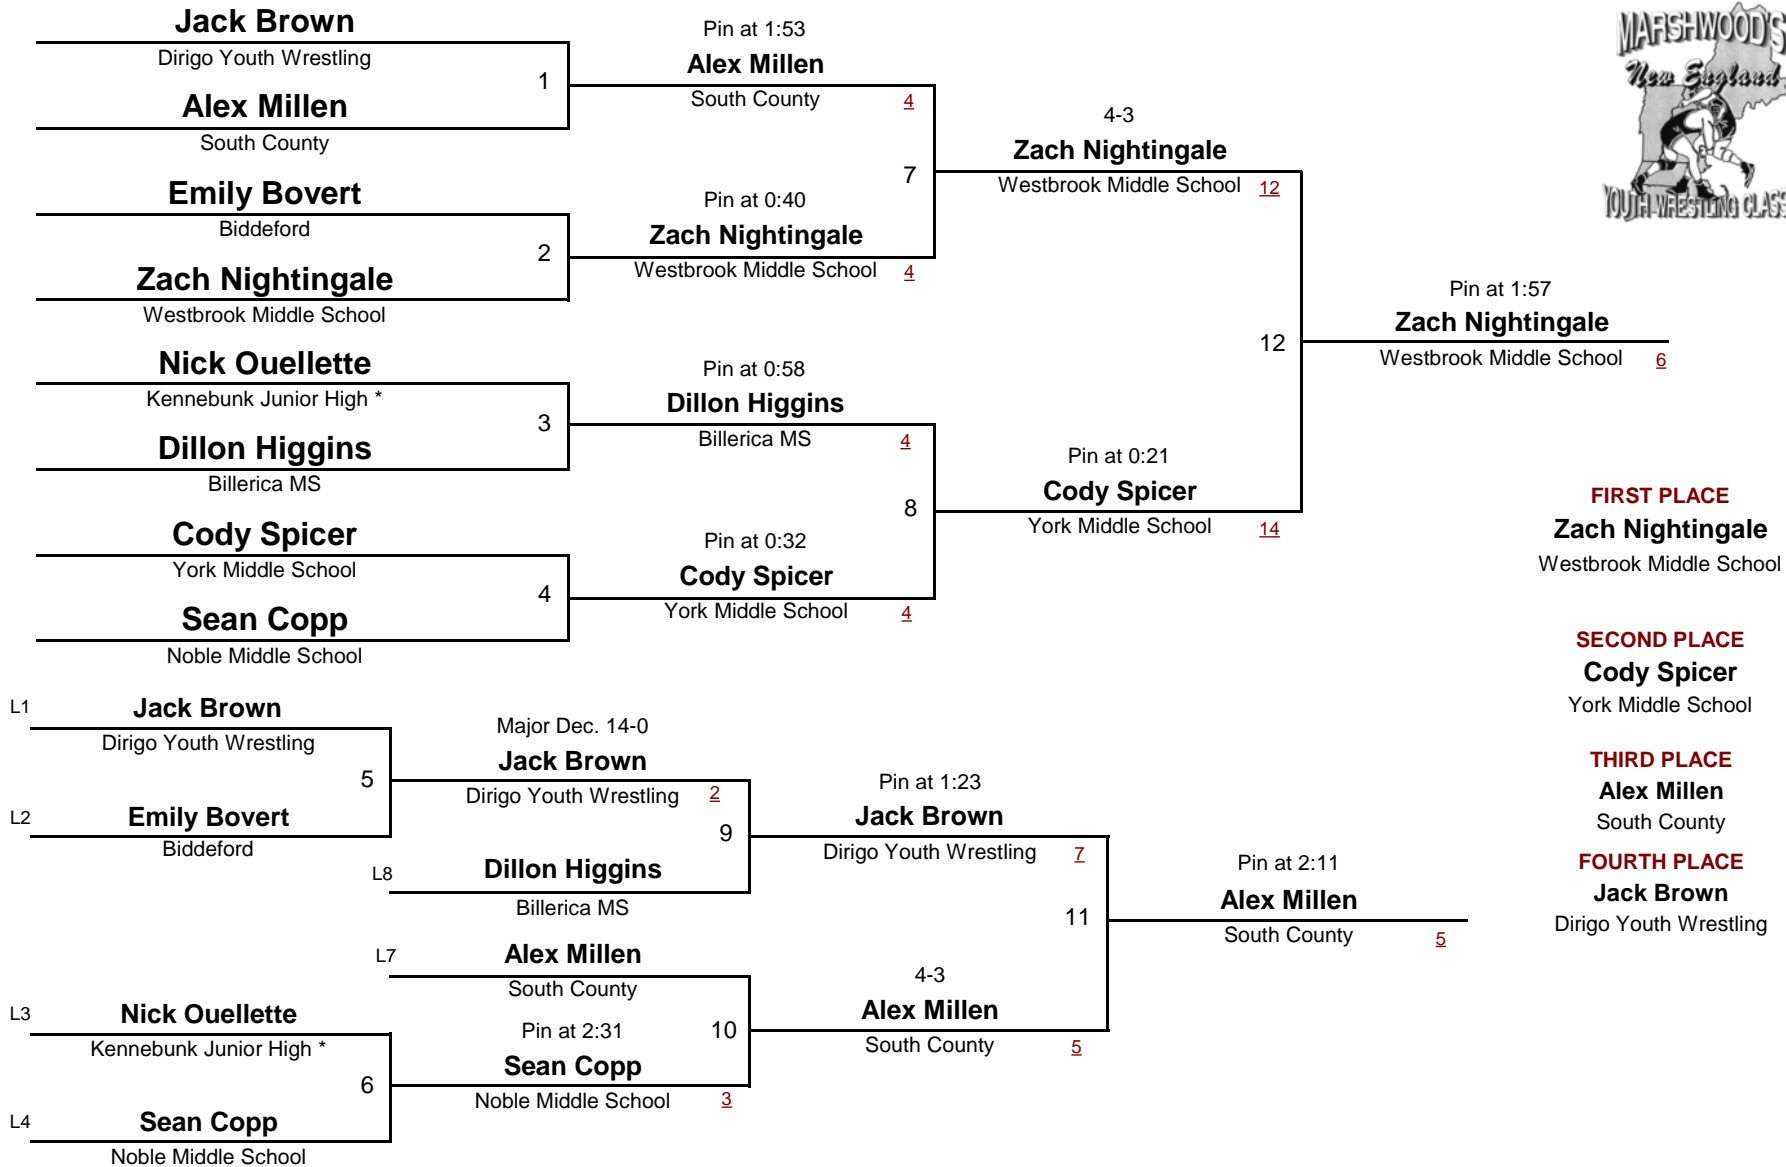 Jack Brown
Dirigo Youth Wrestling
1
Alex Millen
South County
Emily Bovert
Biddeford
2
Zach Nightingale
Westbrook Middle School
Nick Ouellette
Kennebunk Junior High *
3
Dillon Higgins
Billerica MS
Cody Spicer
York Middle School
4
Sean Copp
Noble Middle School
Pin at 1:53
Alex Millen
South County 4
7
Pin at 0:40
Zach Nightingale
Westbrook Middle School 4
Pin at 0:58
Dillon Higgins
Billerica MS 4
8
Pin at 0:32
Cody Spicer
York Middle School 4
4-3
Zach Nightingale
Westbrook Middle School 12
12
Pin at 0:21
Cody Spicer
York Middle School 14
Pin at 1:57
Zach Nightingale
Westbrook Middle School 6
MARSHWOOD'S
New England
YOUTH WRESTLING CLASS
FIRST PLACE
Zach Nightingale
Westbrook Middle School
SECOND PLACE
Cody Spicer
York Middle School
THIRD PLACE
Alex Millen
South County
FOURTH PLACE
Jack Brown
Dirigo Youth Wrestling
L1 Jack Brown
Dirigo Youth Wrestling
5
L2 Emily Bovert
Biddeford
Major Dec. 14-0
Jack Brown
Dirigo Youth Wrestling 2
9
L8 Dillon Higgins
Billerica MS
L7 Alex Millen
South County
10
L3 Nick Ouellette
Kennebunk Junior High *
6
L4 Sean Copp
Noble Middle School
Pin at 2:31
Sean Copp
Noble Middle School 3
Pin at 1:23
Jack Brown
Dirigo Youth Wrestling 7
11
4-3
Alex Millen
South County 5
Pin at 2:11
Alex Millen
South County 5